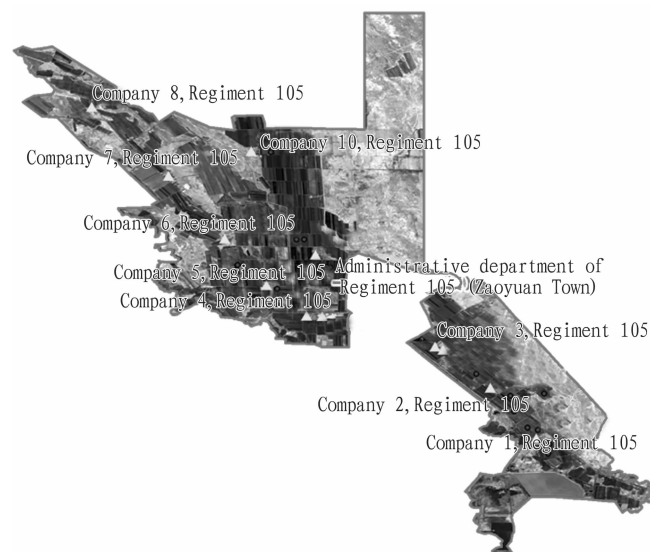 Company 8,Regiment 105
Company 10,Regiment 105
Company 7,Regiment 105
Company 6,Regiment 105
Administrative department of
Regiment 105 (Zaoyuan Town)
Company 5,Regiment 105
Company 4,Regiment 105
Company 3,Regiment 105
Company 2,Regiment 105
Company 1,Regiment 105